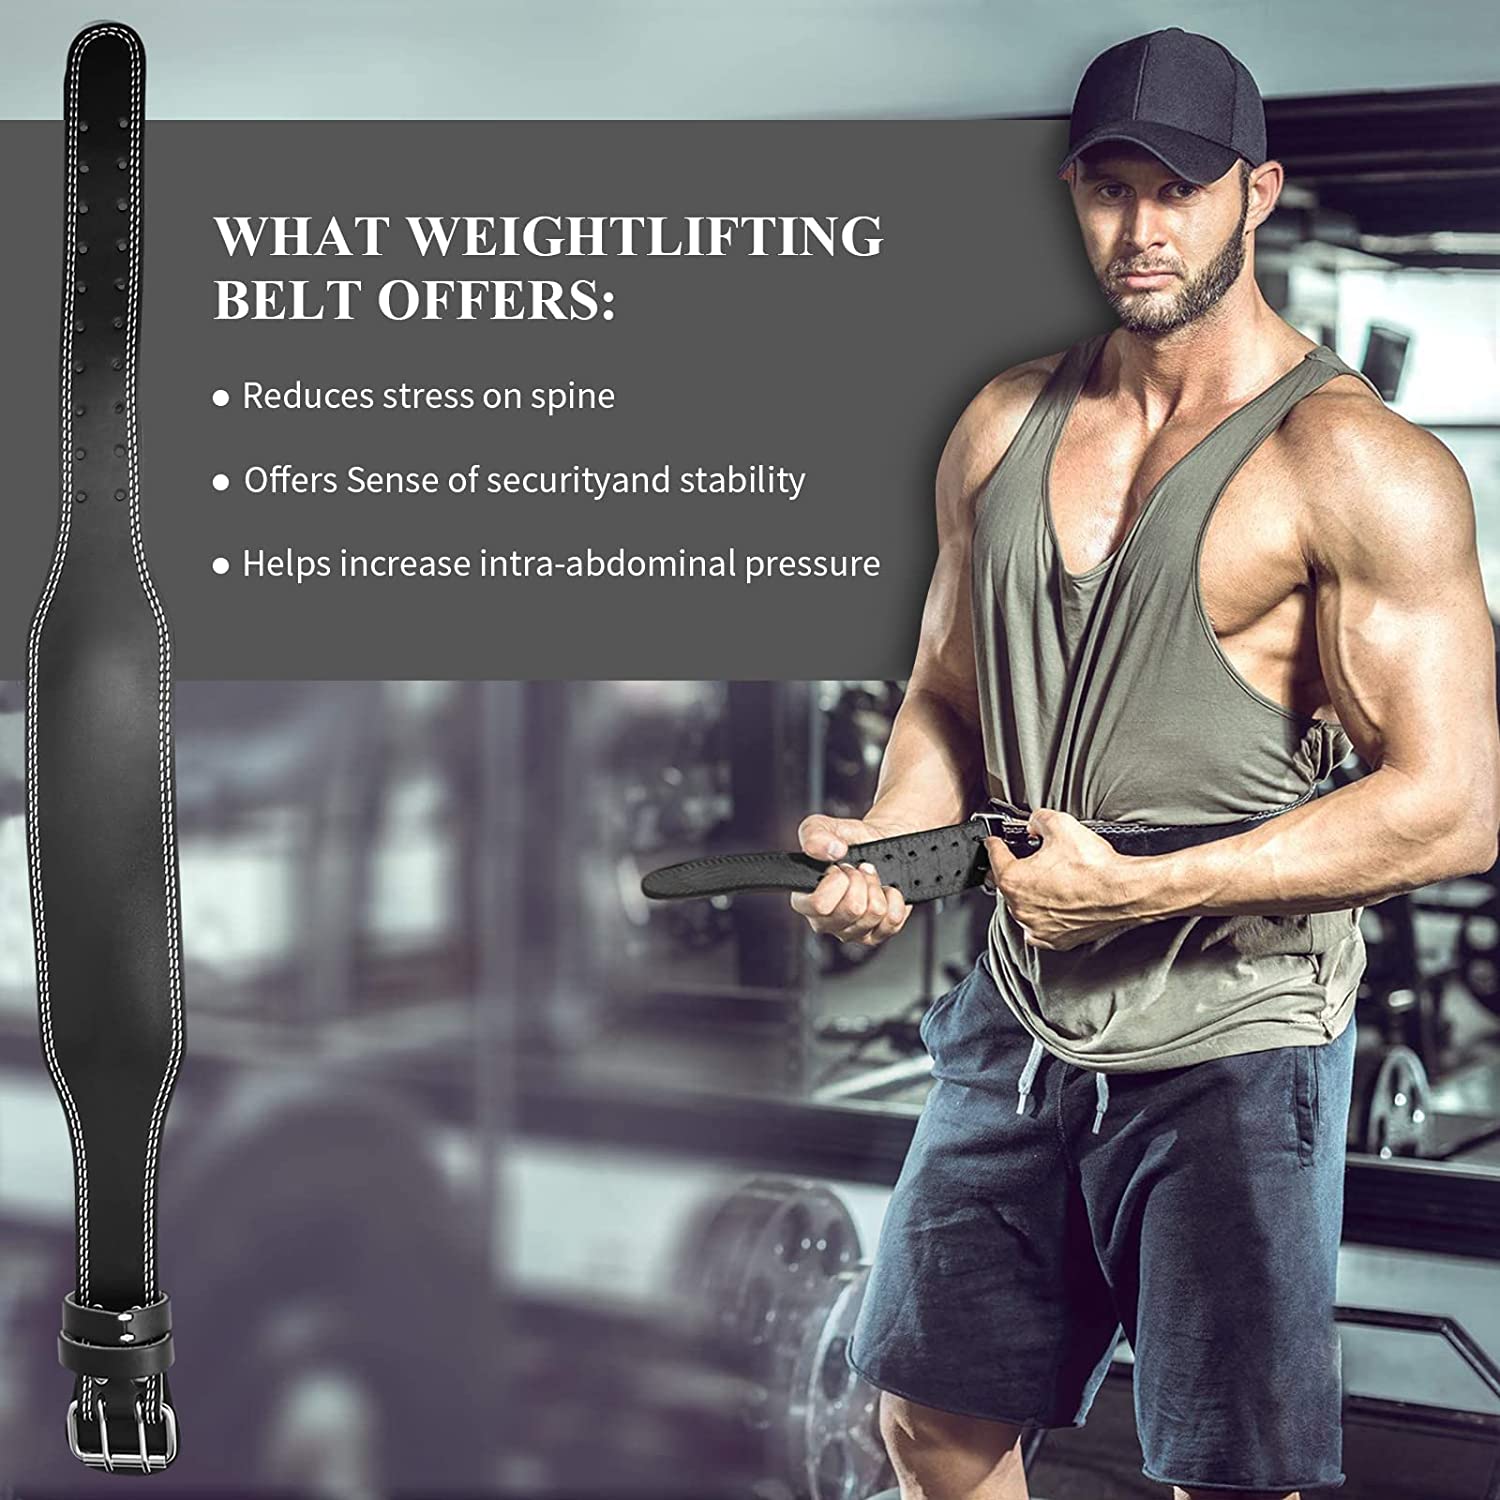 WHAT WEIGHTLIFTING
BELT OFFERS:
● Reduces stress on spine
● Offers Sense of securityand stability
● Helps increase intra-abdominal pressure